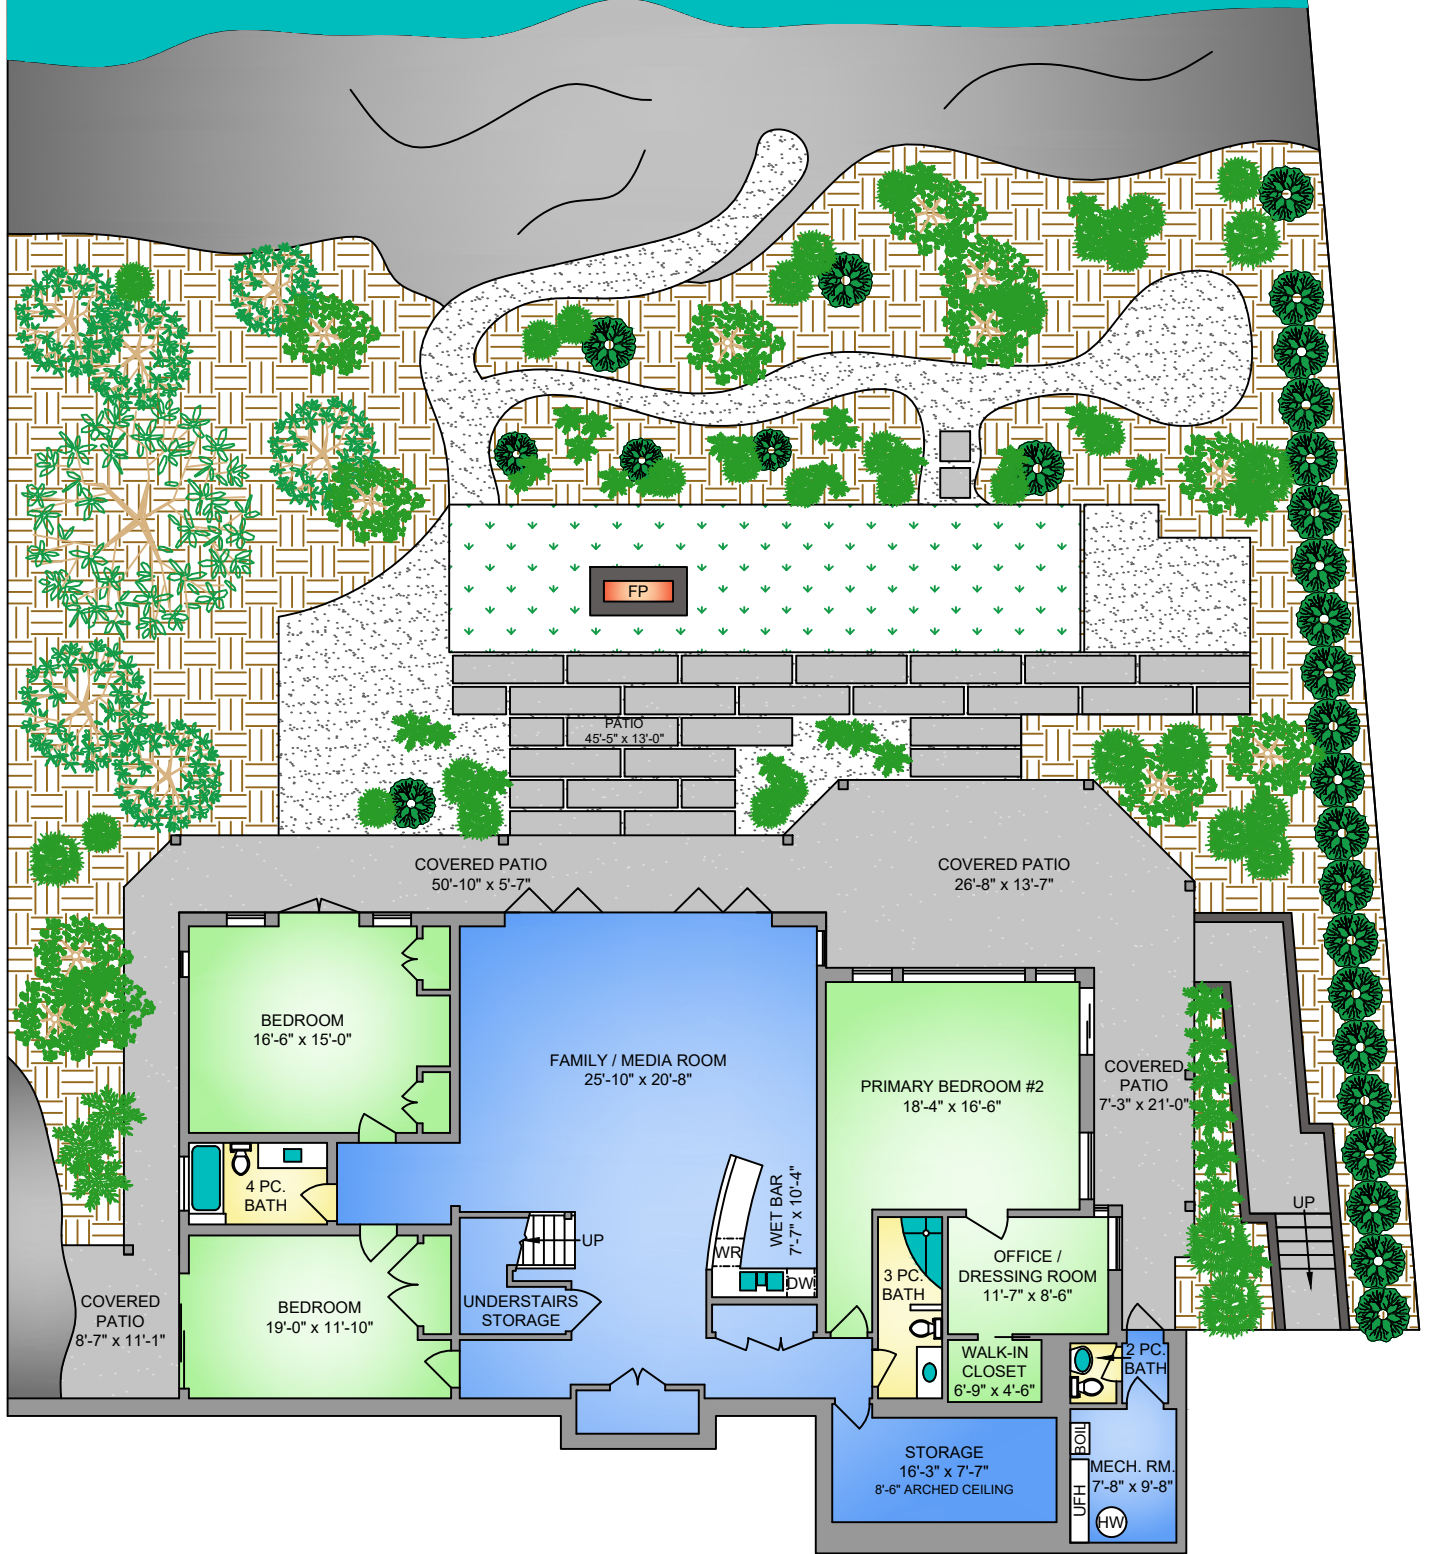 FP
PATIO
45'-5" x 13'-0"
COVERED PATIO
50'-10" x 5'-7"
COVERED PATIO
26'-8" x 13'-7"
BEDROOM
16'-6" x 15'-0"
FAMILY / MEDIA ROOM
25'-10" x 20'-8"
PRIMARY BEDROOM #2
18'-4" x 16'-6"
COVERED
PATIO
7'-3" x 21'-0"
4 PC.
BATH
WET BAR
7'-7" x 10'-4"
UP
UP
WR
DW
3 PC.
BATH
OFFICE /
DRESSING ROOM
11'-7" x 8'-6"
COVERED
PATIO
8'-7" x 11'-1"
BEDROOM
19'-0" x 11'-10"
UNDERSTAIRS
STORAGE
WALK-IN
CLOSET
6'-9" x 4'-6"
2 PC.
BATH
STORAGE
16'-3" x 7'-7"
8'-6" ARCHED CEILING
BOIL
MECH. RM.
7'-8" x 9'-8"
UFH
HW